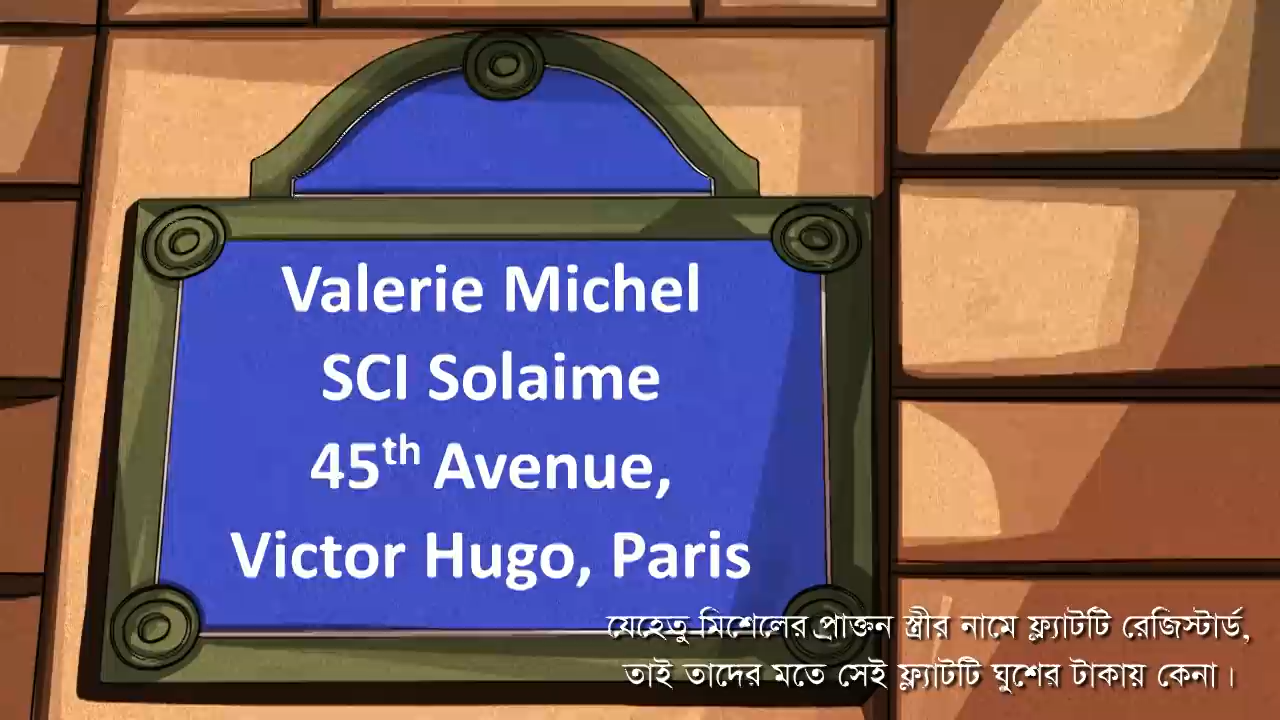 Valerie Michel
SCI Solaime
45th Avenue,
Victor Hugo, Paris
যেহেতু মিশেলের প্রাক্তন স্ত্রীর নামে ফ্ল্যাটটি রেজিস্টার্ড,
তাই তাদের মতে সেই ফ্ল্যাটটি ঘুশের টাকায় কেনা।